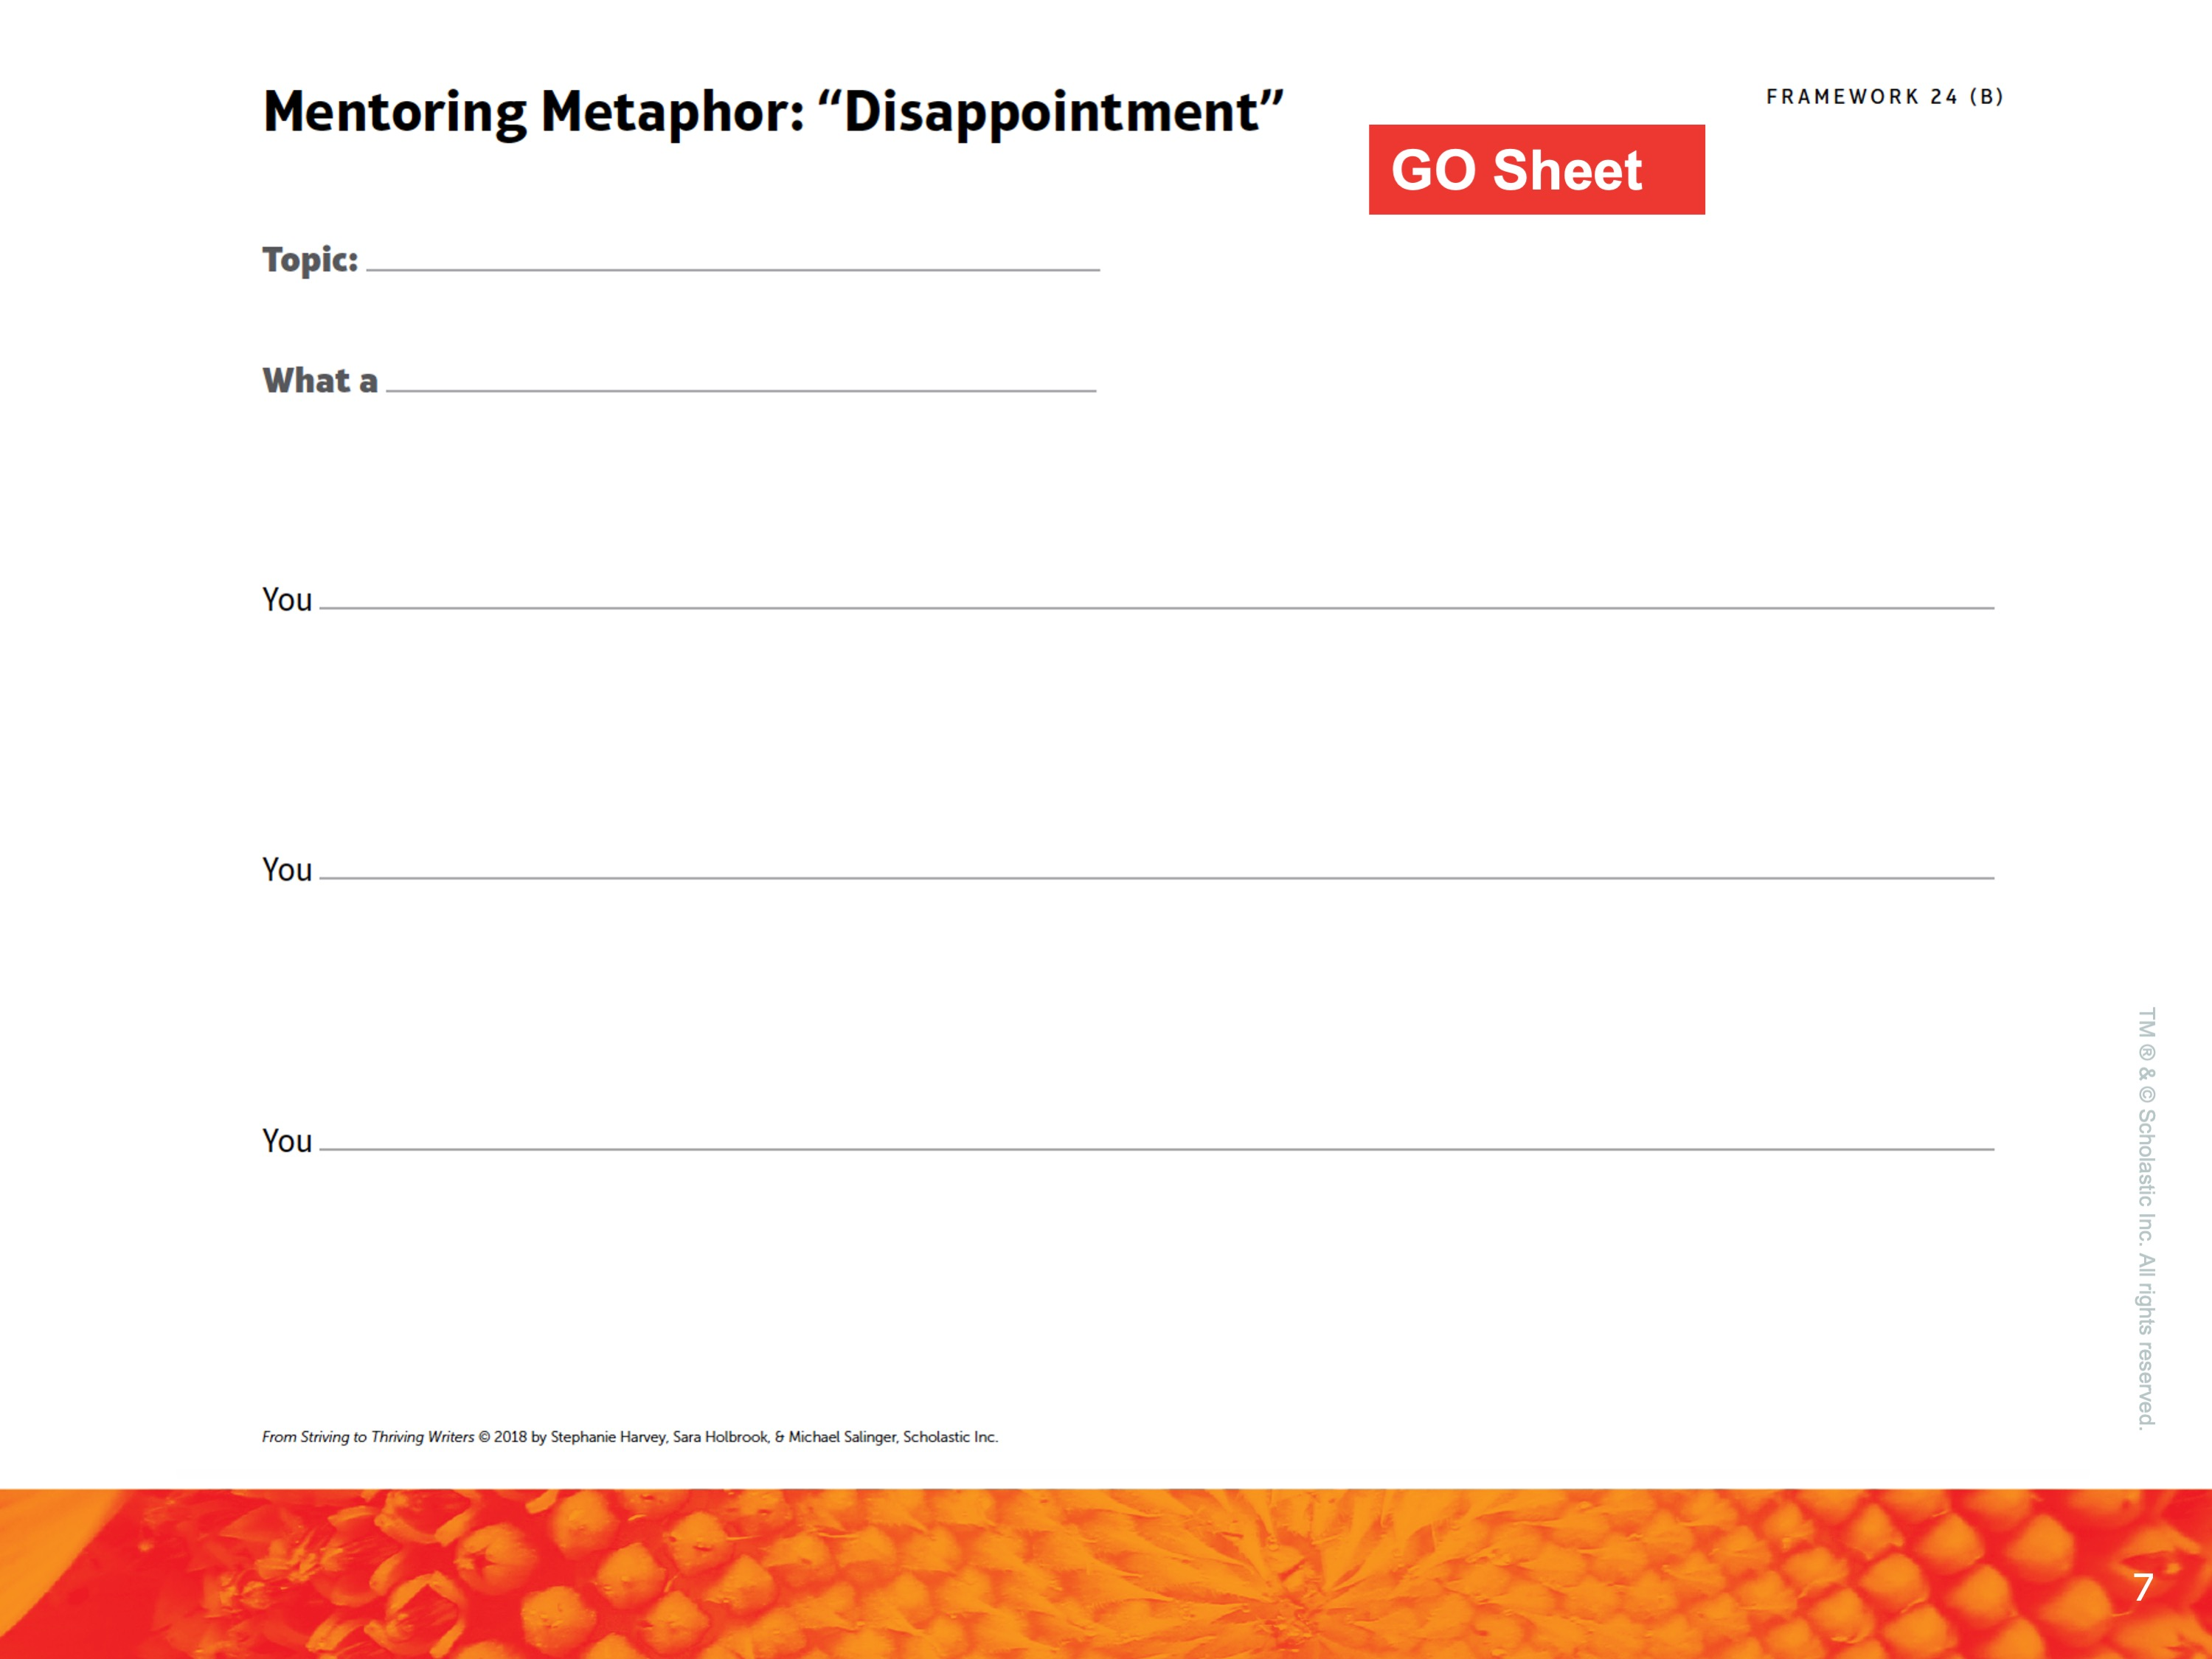 Mentoring Metaphor: “Disappointment”
FRAMEWORK 24 (B)
GO Sheet
Topic:
What a
You
You
You
TM ® & © Scholastic Inc. All rights reserved.
From Striving to Thriving Writers © 2018 by Stephanie Harvey, Sara Holbrook, & Michael Salinger, Scholastic Inc.
7